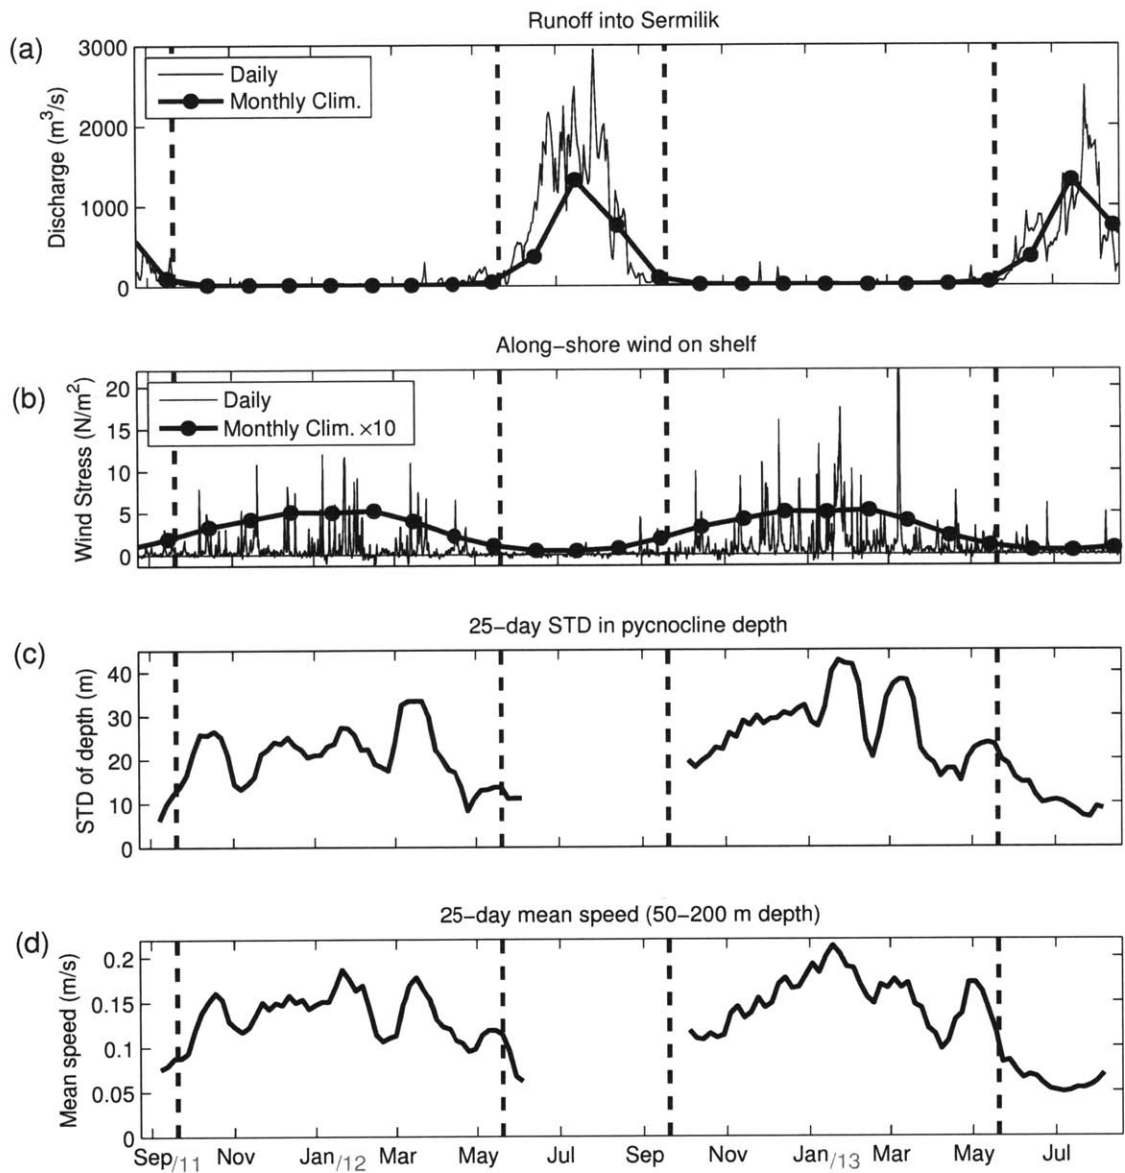 Runoff into Sermilik
(a)
3000
2000
1000
0
Discharge (m³/s)
Daily
Monthly Clim.
Along−shore wind on shelf
(b)
20
15
10
5
0
Wind Stress (N/m²)
Daily
Monthly Clim. ×10
25−day STD in pycnocline depth
(c)
40
30
20
10
0
STD of depth (m)
25−day mean speed (50−200 m depth)
(d)
0.2
0.15
0.1
0.05
0
Mean speed (m/s)
Sep/11 Nov Jan/12 Mar May Jul Sep Nov Jan/13 Mar May Jul